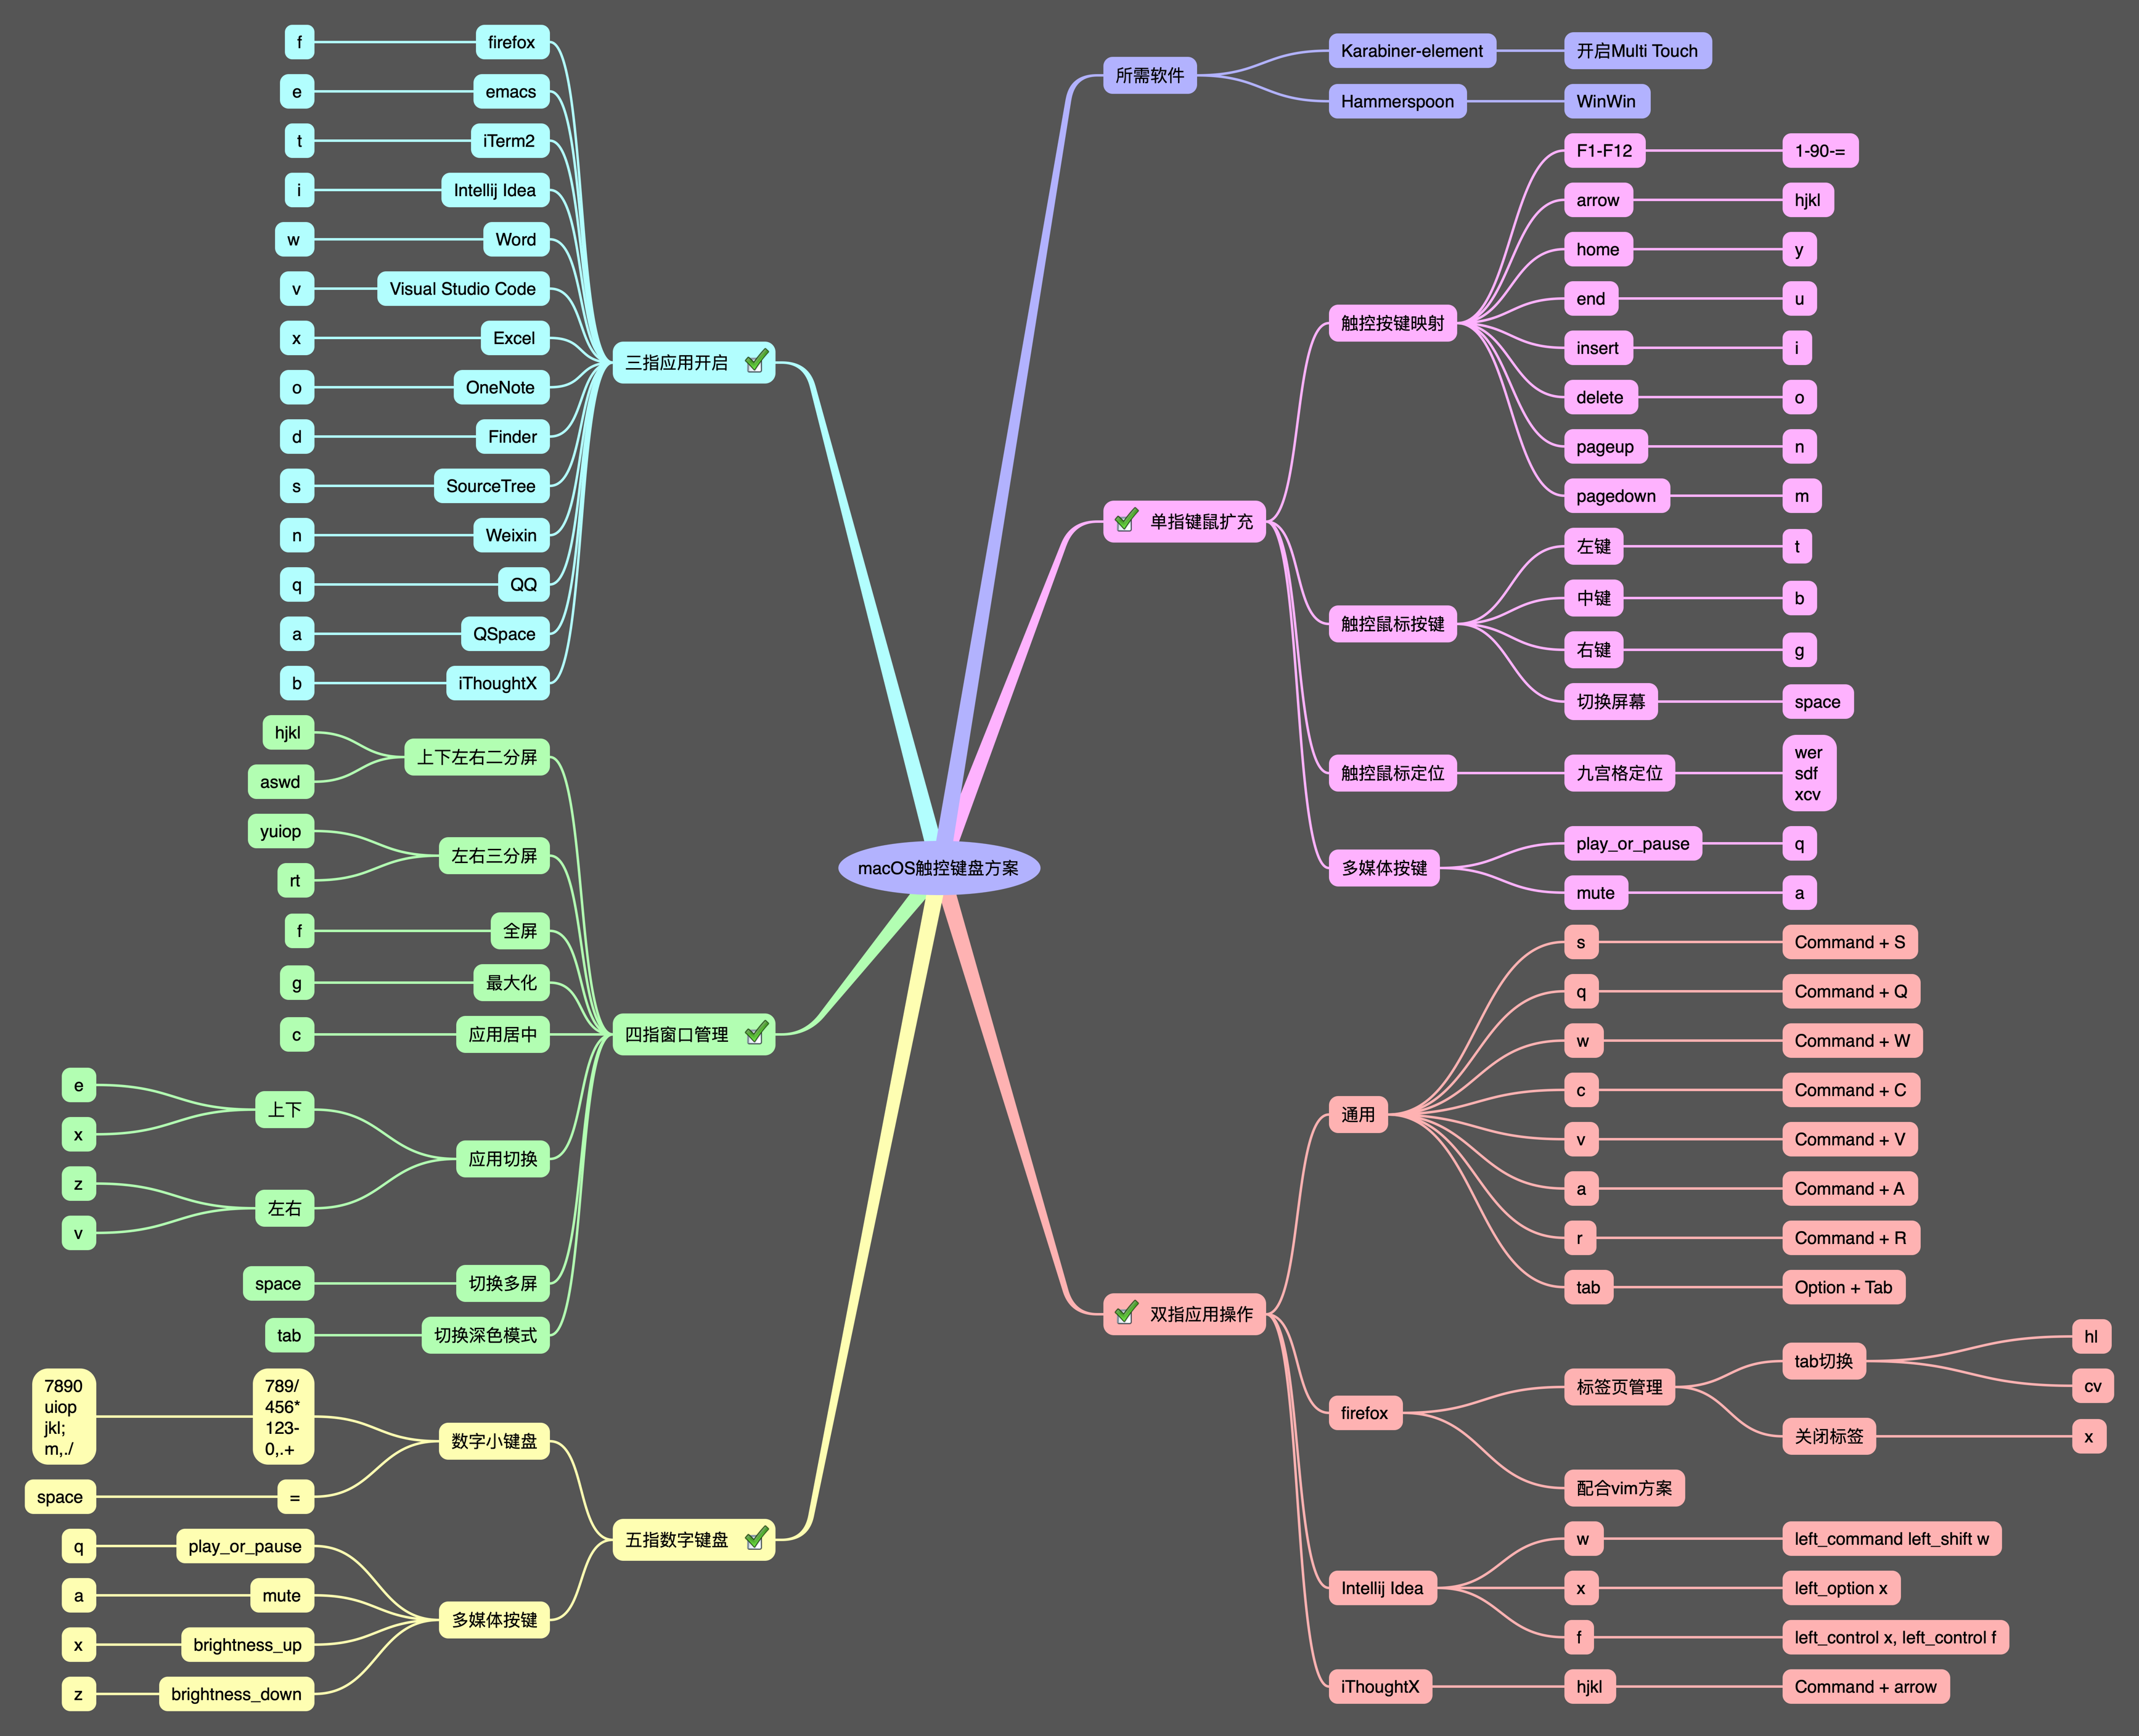 macOS触控键盘方案
所需软件
Karabiner-element
开启Multi Touch
Hammerspoon
WinWin
单指键鼠扩充
触控按键映射
F1-F12
1-90-=
arrow
hjkl
home
y
end
u
insert
i
delete
o
pageup
n
pagedown
m
触控鼠标按键
左键
t
中键
b
右键
g
切换屏幕
space
触控鼠标定位
九宫格定位
wer
sdf
xcv
多媒体按键
play_or_pause
q
mute
a
双指应用操作
通用
s
Command + S
q
Command + Q
w
Command + W
c
Command + C
v
Command + V
a
Command + A
r
Command + R
tab
Option + Tab
firefox
标签页管理
tab切换
hl
cv
关闭标签
x
配合vim方案
Intellij Idea
w
left_command left_shift w
x
left_option x
f
left_control x, left_control f
iThoughtX
hjkl
Command + arrow
三指应用开启
firefox
f
emacs
e
iTerm2
t
Intellij Idea
i
Word
w
Visual Studio Code
v
Excel
x
OneNote
o
Finder
d
SourceTree
s
Weixin
n
QQ
q
QSpace
a
iThoughtX
b
四指窗口管理
上下左右二分屏
hjkl
aswd
左右三分屏
yuiop
rt
全屏
f
最大化
g
应用居中
c
应用切换
上下
e
x
左右
z
v
切换多屏
space
切换深色模式
tab
五指数字键盘
数字小键盘
789/
456*
123-
0,.+
7890
uiop
jkl;
m,./
=
space
多媒体按键
play_or_pause
q
mute
a
brightness_up
x
brightness_down
z